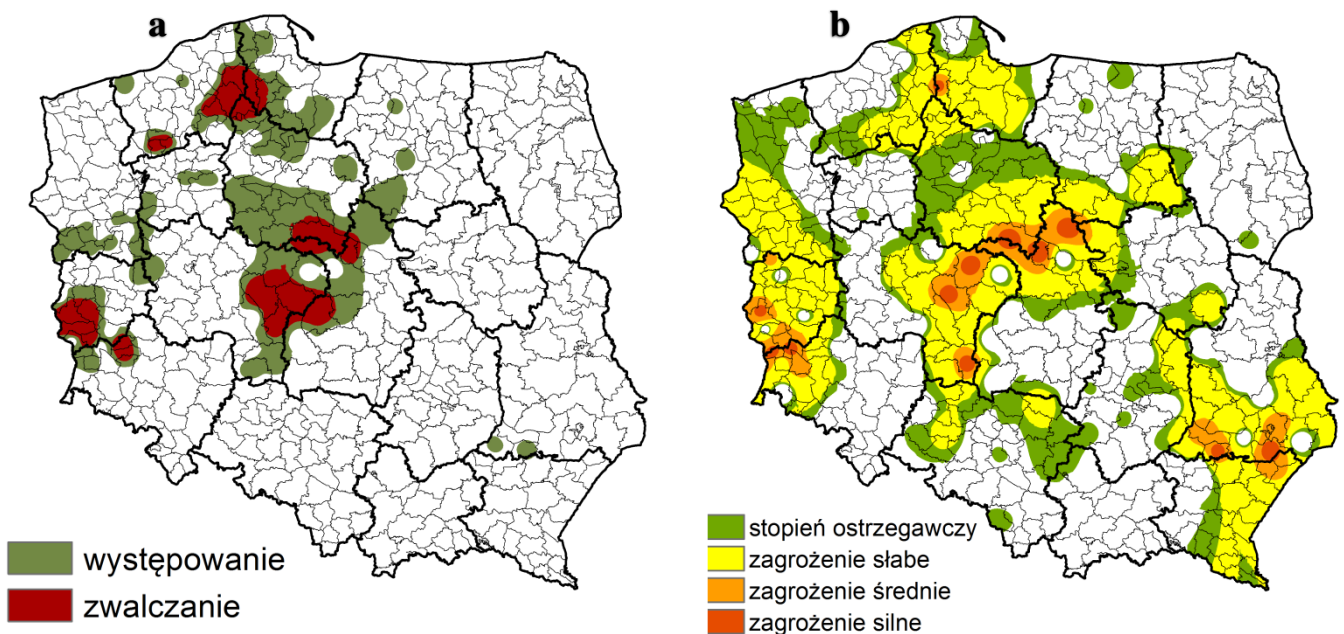 a
występowanie
zwalczanie
b
stopień ostrzegawczy
zagrożenie słabe
zagrożenie średnie
zagrożenie silne